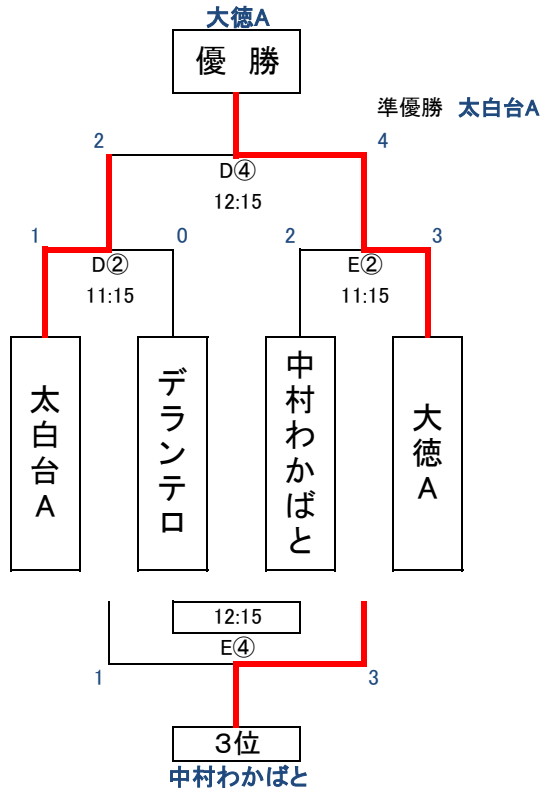 大徳A
優 勝
準優勝 太白台A
2
4
D④
12:15
1
0
2
3
D②
E②
11:15
11:15
太白台A
デランテロ
中村わかばと
大徳A
12:15
E④
1
3
3位
中村わかばと